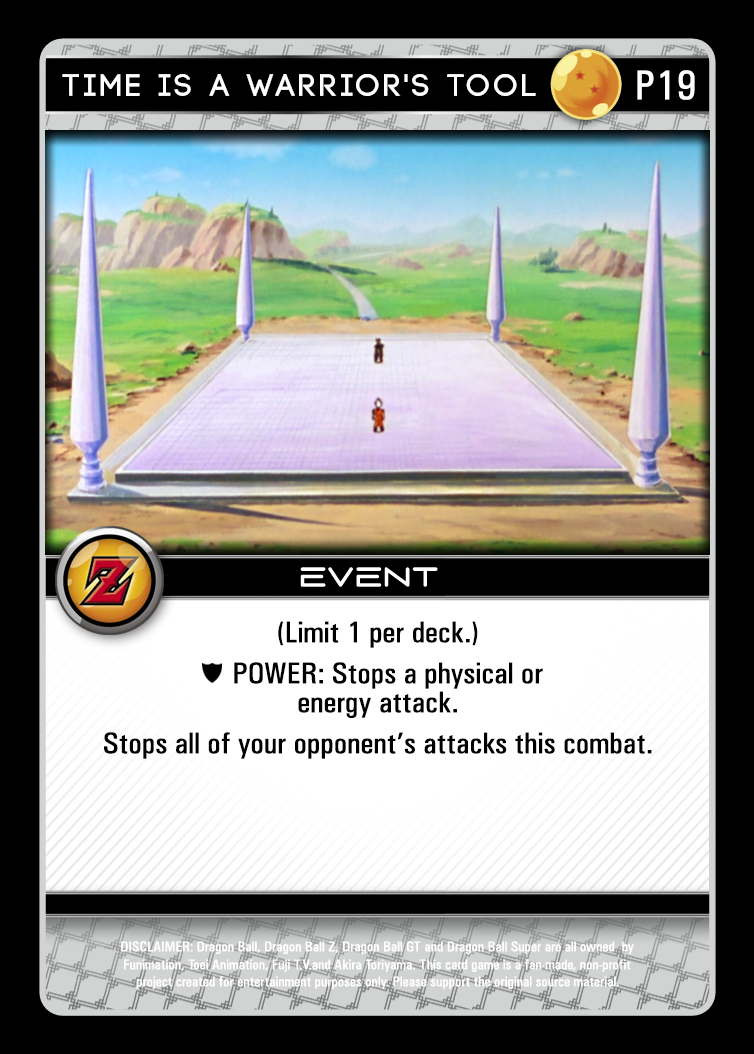 TIME IS A WARRIOR'S TOOL P19
EVENT
Z
(Limit 1 per deck.)
POWER: Stops a physical or
energy attack.
Stops all of your opponent's attacks this combat.
DISCLAIMER: Dragon Ball, Dragon Ball Z, Dragon Ball GT and Dragon Ball Super are all owned by
Funimation, Toei Animation, Fuji T.V.and Akira Toriyama. This card game is a fan-made, non-profit
project created for entertainment purposes only. Please support the original source material.